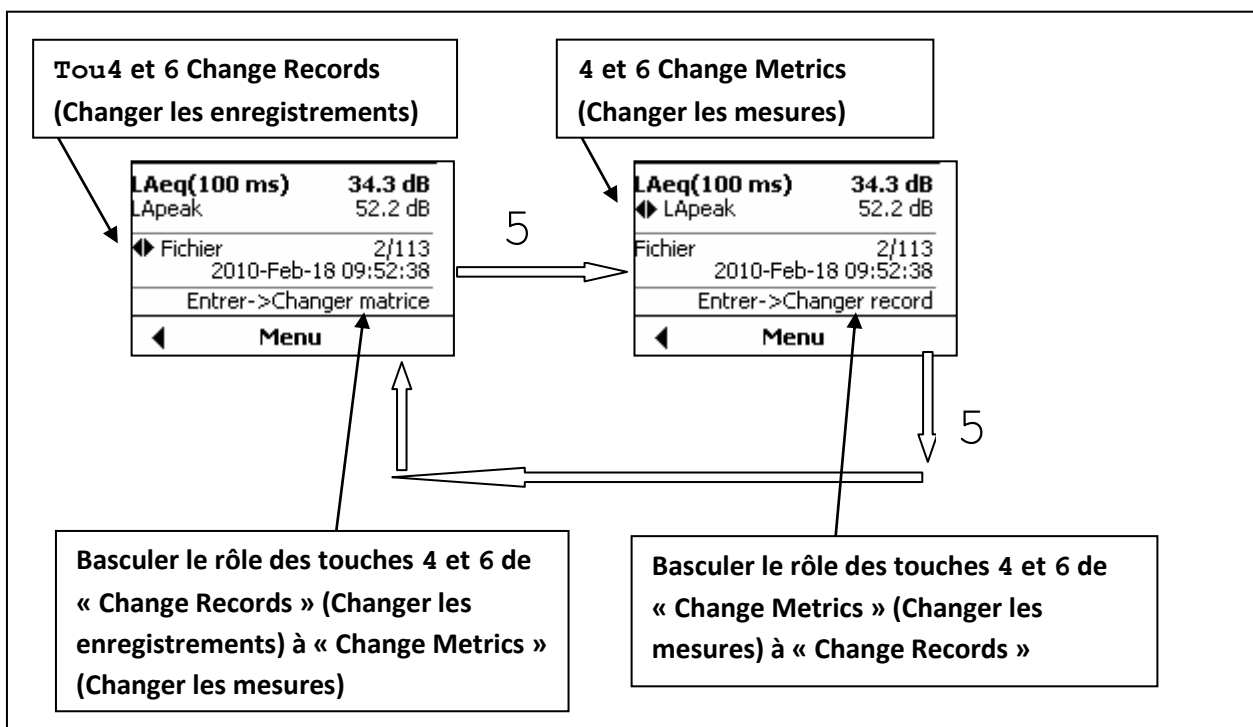 Tou4 et 6 Change Records
(Changer les enregistrements)
4 et 6 Change Metrics
(Changer les mesures)
LAeq(100 ms) 34.3 dB
LApeak 52.2 dB
Fichier 2/113
2010-Feb-18 09:52:38
Entrer->Changer matrice
Menu
5
LAeq(100 ms) 34.3 dB
LApeak 52.2 dB
Fichier 2/113
2010-Feb-18 09:52:38
Entrer->Changer record
Menu
5
Basculer le rôle des touches 4 et 6 de
« Change Records » (Changer les
enregistrements) à « Change Metrics »
(Changer les mesures)
Basculer le rôle des touches 4 et 6 de
« Change Metrics » (Changer les
mesures) à « Change Records »